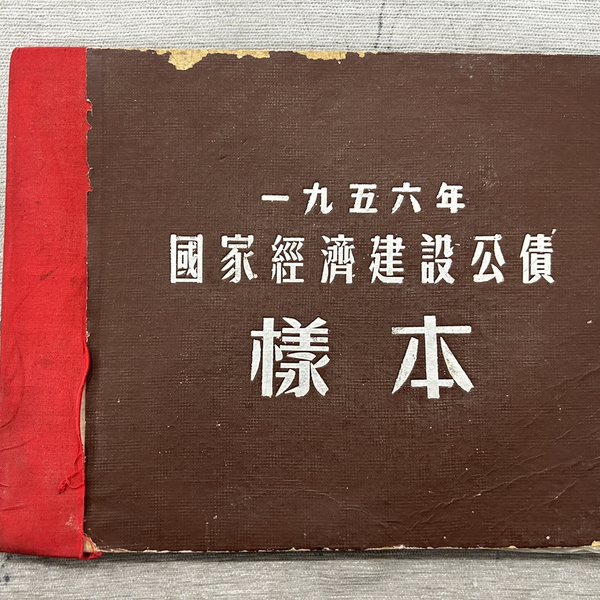 一九五六年
國家經濟建設公債
樣本